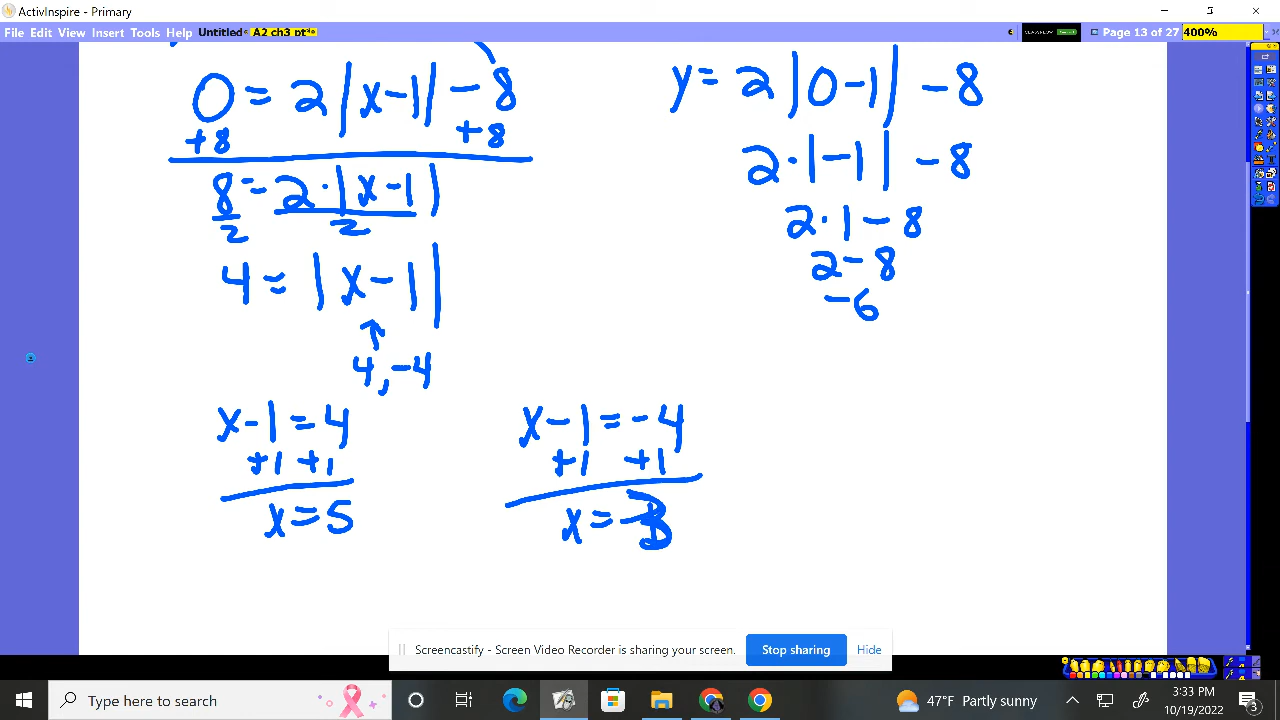 ActivInspire - Primary
File Edit View Insert Tools Help Untitled* A2 ch3 pt* Page 13 of 27 400%
0 = 2|x-1| - 8
+8 +8
8 = 2·|x-1|
2 2
4 = |x-1|
4, -4
x-1=4
+1 +1
x=5
x-1=-4
+1 +1
x=-3
y= 2|0-1| -8
2·|-1| -8
2·1-8
2-8
-6
Screencastify - Screen Video Recorder is sharing your screen. Stop sharing Hide
Type here to search
47°F Partly sunny
3:33 PM
10/19/2022
3